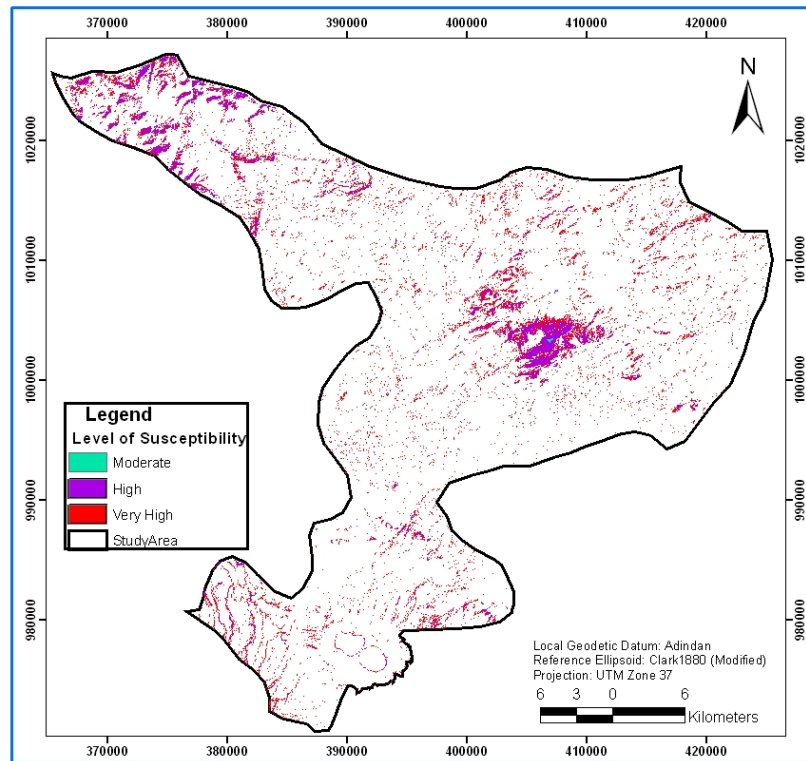 370000 380000 390000 400000 410000 420000
N
1020000 1020000
1010000 1010000
1000000 1000000
990000 990000
980000 980000
Legend
Level of Susceptibility
Moderate
High
Very High
StudyArea
Local Geodetic Datum: Adindan
Reference Ellipsoid: Clark1880 (Modified)
Projection: UTM Zone 37
6 3 0 6
Kilometers
370000 380000 390000 400000 410000 420000